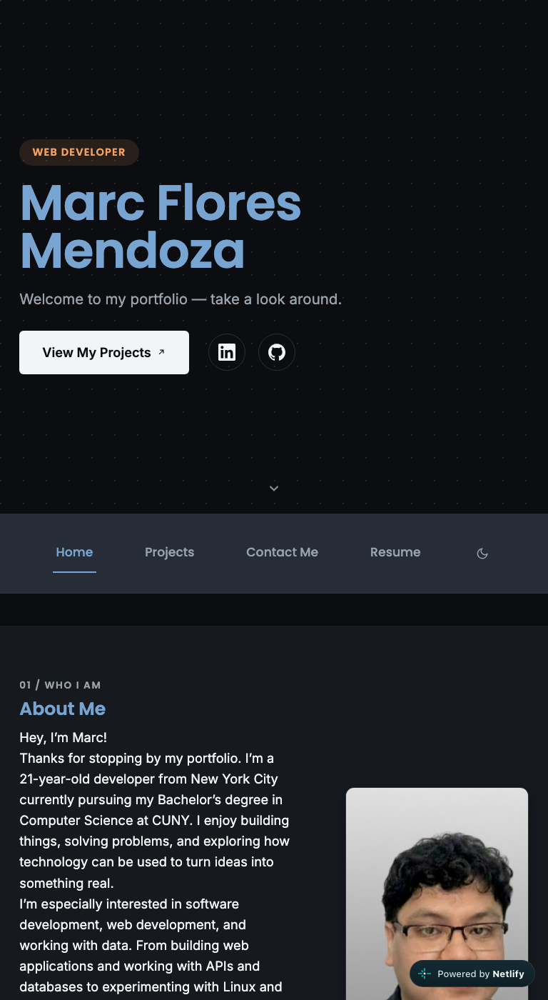 WEB DEVELOPER
Marc Flores
Mendoza
Welcome to my portfolio — take a look around.
View My Projects ↗
Home
Projects
Contact Me
Resume
01 / WHO I AM
About Me
Hey, I’m Marc!
Thanks for stopping by my portfolio. I’m a
21-year-old developer from New York City
currently pursuing my Bachelor’s degree in
Computer Science at CUNY. I enjoy building
things, solving problems, and exploring how
technology can be used to turn ideas into
something real.
I’m especially interested in software
development, web development, and
working with data. From building web
applications and working with APIs and
databases to experimenting with Linux and
Powered by Netlify